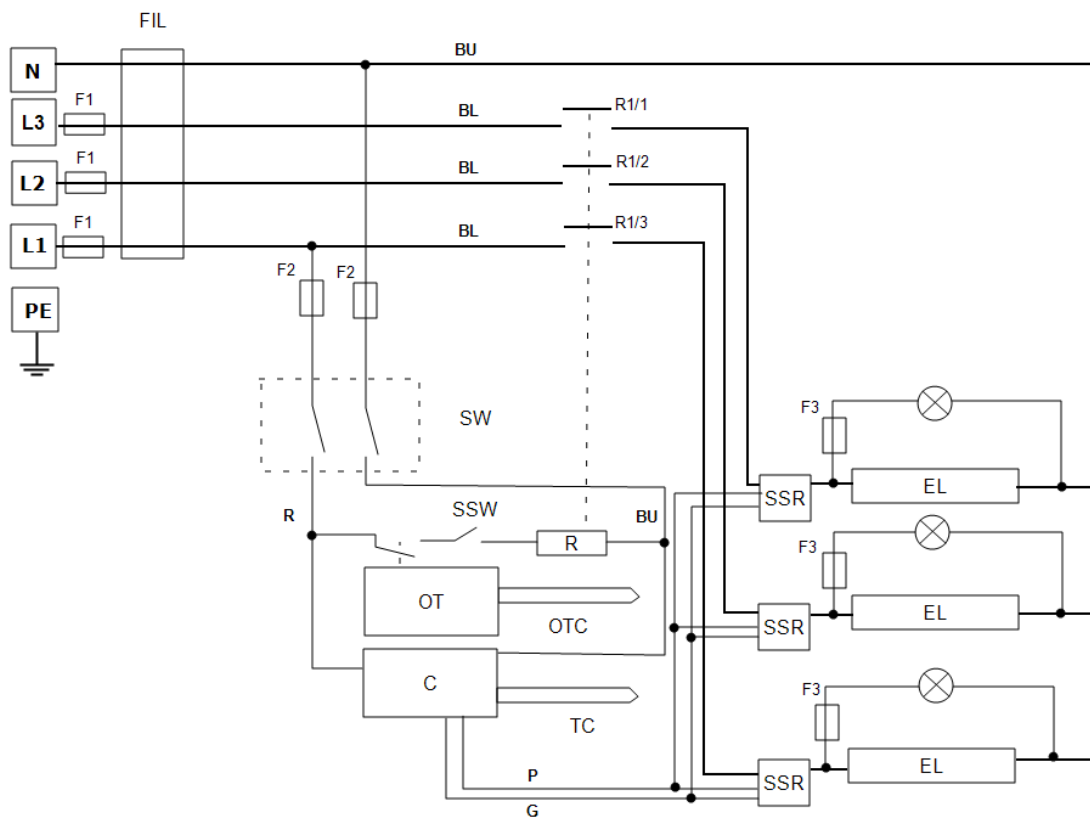 FIL
BU
N
F1
L3
BL
R1/1
F1
L2
BL
R1/2
F1
L1
BL
R1/3
F2
F2
PE
SW
F3
EL
SSR
R
SSW
BU
R
F3
OT
OTC
EL
SSR
C
TC
F3
P
G
EL
SSR